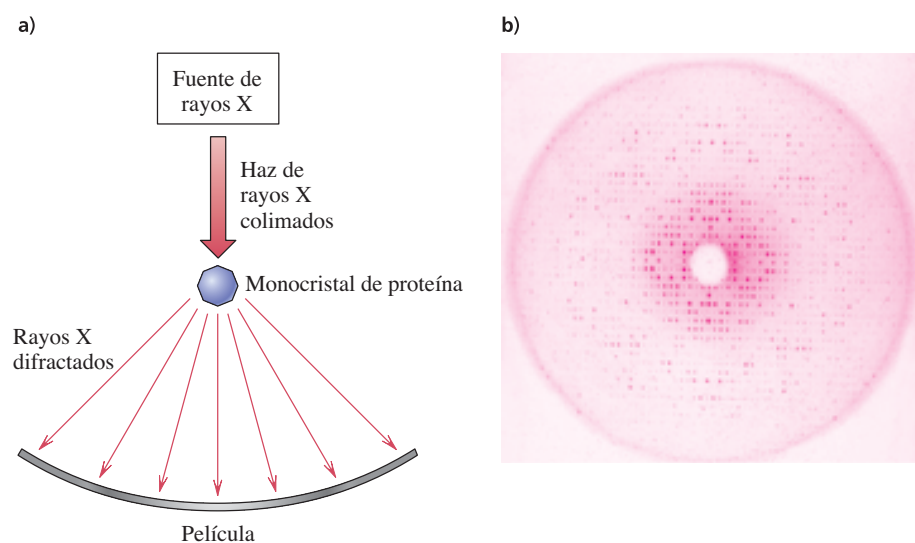 a)
Fuente de
rayos X
Haz de
rayos X
colimados
Monocristal de proteína
Rayos X
difractados
Película
b)